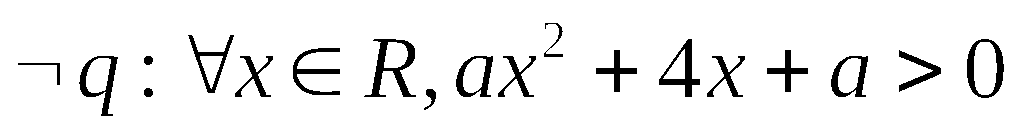 ¬q: ∀x∈R,ax² + 4x + a > 0